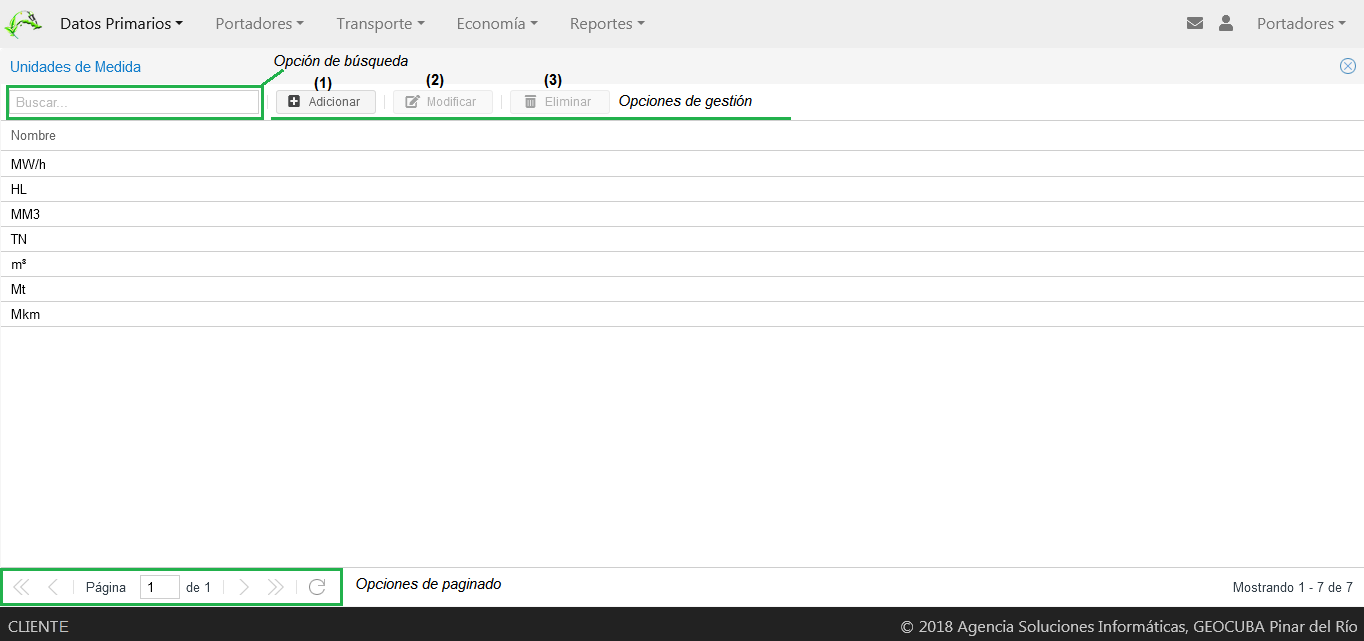 Datos Primarios Portadores Transporte Economía Reportes Portadores
Unidades de Medida
Opción de búsqueda
(1) (2) (3)
Buscar... Adicionar Modificar Eliminar Opciones de gestión
Nombre
MW/h
HL
MM3
TN
m³
Mt
Mkm
Página 1 de 1 Opciones de paginado Mostrando 1 - 7 de 7
CLIENTE © 2018 Agencia Soluciones Informáticas, GEOCUBA Pinar del Río